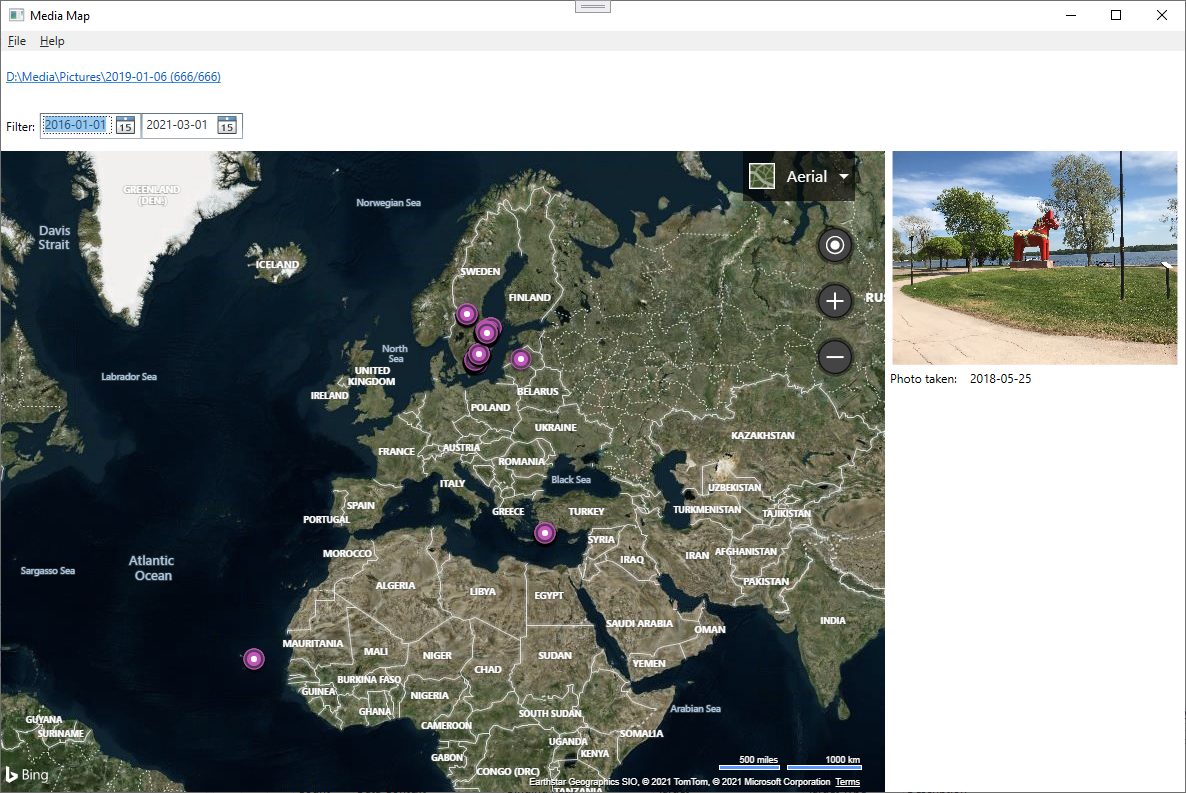 Media Map
File Help
D:\Media\Pictures\2019-01-06 (666/666)
Filter: 2016-01-01 15 2021-03-01 15
Aerial
GREENLAND
(DEN.)
Norwegian Sea
Davis
Strait
ICELAND
SWEDEN
FINLAND
RUS
North
Sea
UNITED
KINGDOM
Labrador Sea
IRELAND
BELARUS
POLAND
UKRAINE
KAZAKHSTAN
FRANCE
AUSTRIA
ROMANIA
ITALY
Black Sea
UZBEKISTAN
SPAIN
GREECE
TURKEY
TURKMENISTAN
TAJIKISTAN
PORTUGAL
SYRIA
MOROCCO
IRAQ
IRAN
AFGHANISTAN
Atlantic
Ocean
Sargasso Sea
ALGERIA
LIBYA
EGYPT
PAKISTAN
SAUDI ARABIA
OMAN
INDIA
MAURITANIA
MALI
NIGER
CHAD
SUDAN
YEMEN
BURKINA FASO
GUINEA
NIGERIA
GHANA
SOUTH SUDAN
Arabian Sea
GUYANA
SURINAME
CAMEROON
SOMALIA
UGANDA
KENYA
GABON
CONGO (DRC)
TANZANIA
500 miles 1000 km
Bing
Earthstar Geographics SIO, © 2021 TomTom, © 2021 Microsoft Corporation Terms
Photo taken: 2018-05-25